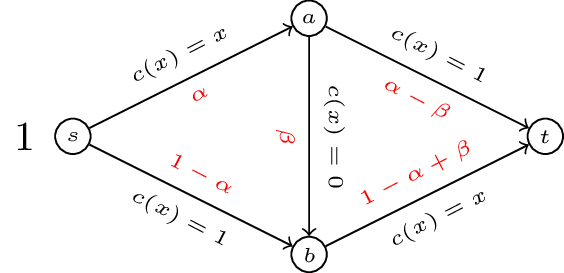 a
c(x) = x
c(x) = 1
α
α − β
1
s
β
c(x) = 0
t
1 − α
1 − α + β
c(x) = 1
c(x) = x
b